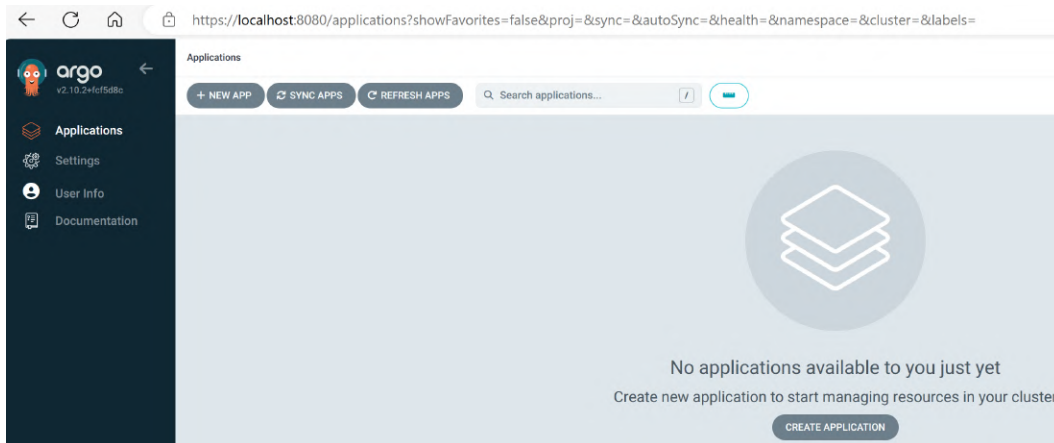 https://localhost:8080/applications?showFavorites=false&proj=&sync=&autoSync=&health=&namespace=&cluster=&labels=
argo
v2.10.2+fcf5d8c
Applications
Settings
User Info
Documentation
Applications
+ NEW APP
SYNC APPS
REFRESH APPS
Search applications...
/
No applications available to you just yet
Create new application to start managing resources in your cluster
CREATE APPLICATION